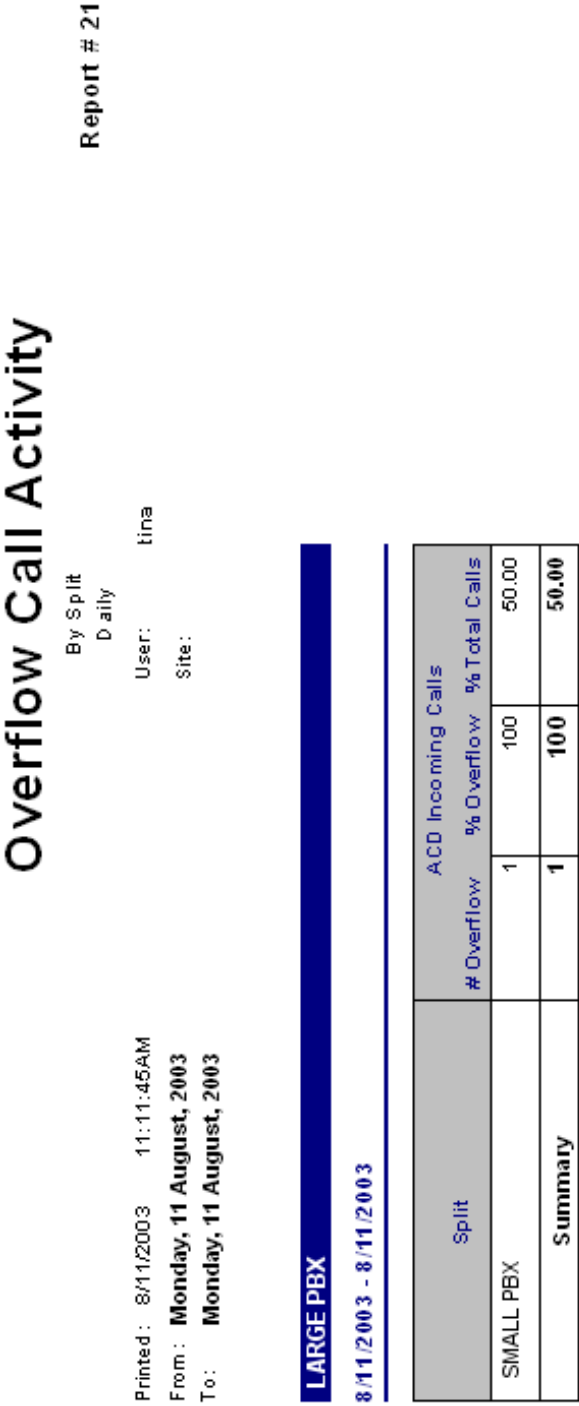 Overflow Call Activity
By Split
Report # 21
Daily
Printed: 8/11/2003 11:11:45AM User: tina
From: Monday, 11 August, 2003 Site:
To: Monday, 11 August, 2003
LARGE PBX
8/11/2003 - 8/11/2003
ACD Incoming Calls
Split # Overflow % Overflow % Total Calls
SMALL PBX 1 100 50.00
Summary 1 100 50.00